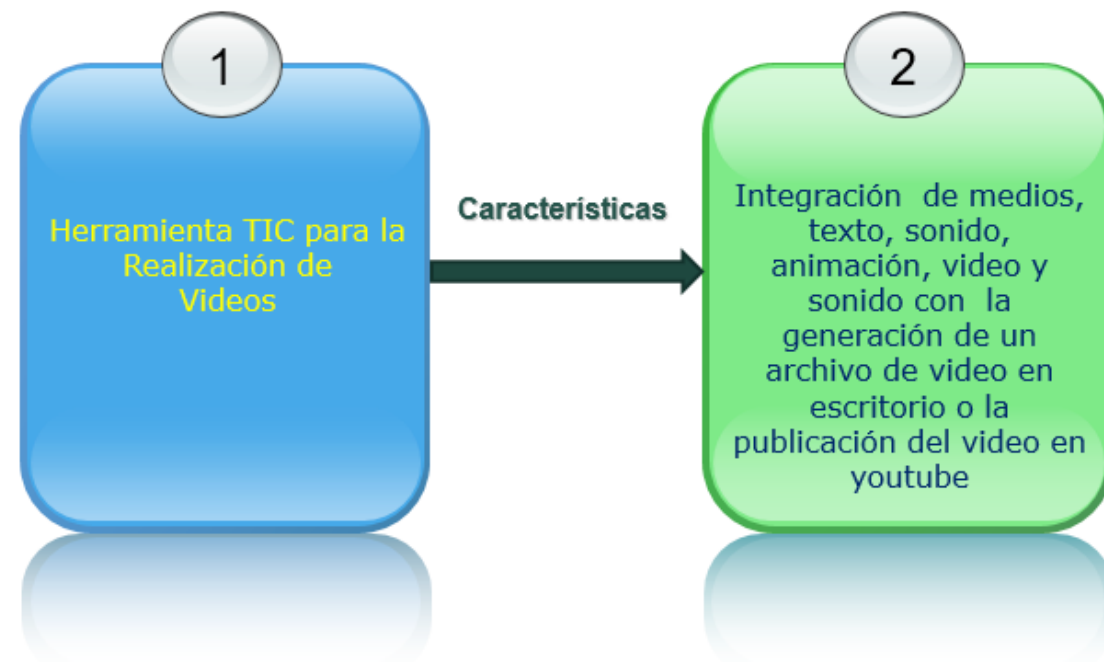 1
Herramienta TIC para la
Realización de
Videos
Características
2
Integración de medios,
texto, sonido,
animación, video y
sonido con la
generación de un
archivo de video en
escritorio o la
publicación del video en
youtube